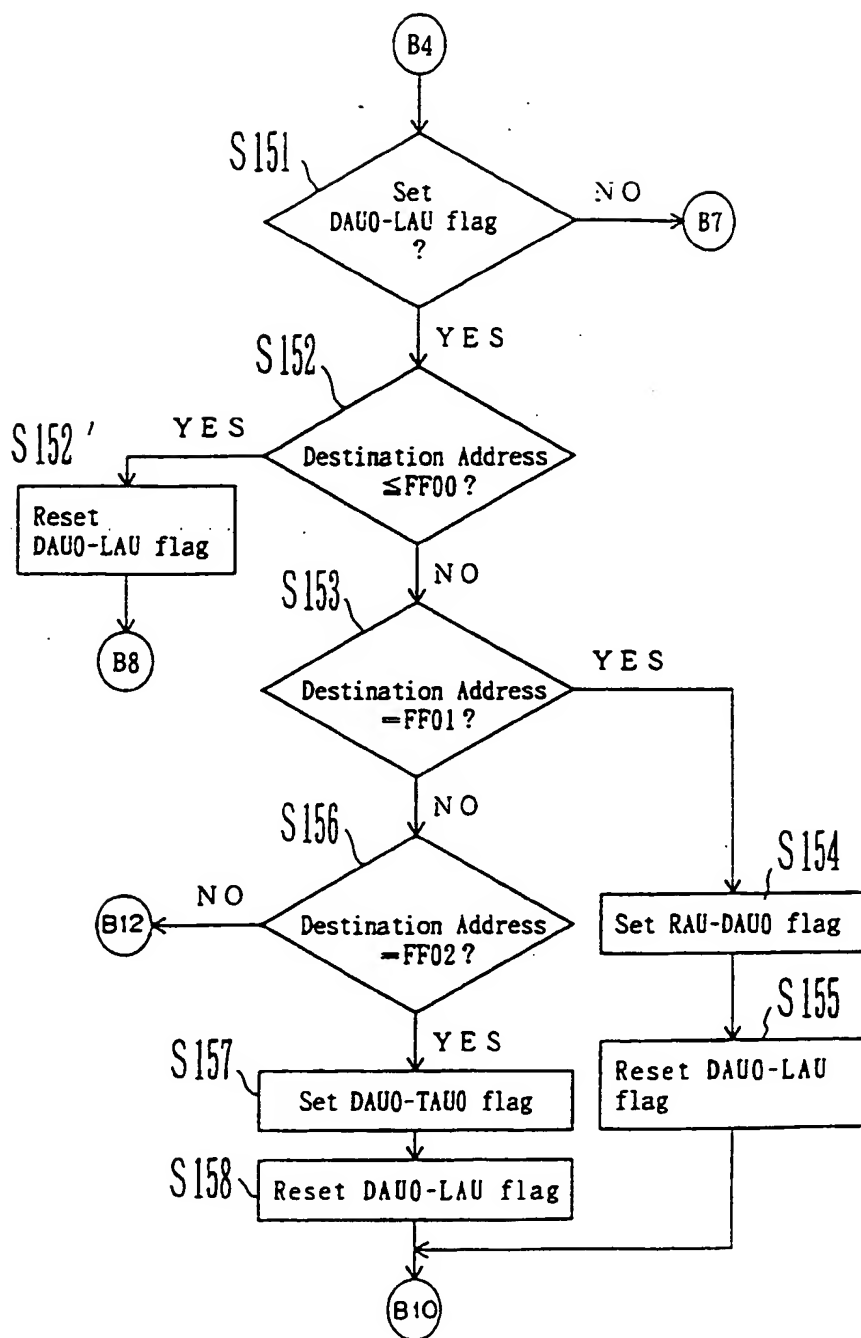 B4
S151
Set
DAU0-LAU flag
?
NO
B7
YES
S152
Destination Address
≦FF00?
YES
S152'
Reset
DAU0-LAU flag
B8
NO
S153
Destination Address
=FF01?
YES
NO
S156
Destination Address
=FF02?
NO
B12
S154
Set RAU-DAU0 flag
S155
Reset DAU0-LAU
flag
YES
S157
Set DAU0-TAU0 flag
S158
Reset DAU0-LAU flag
B10